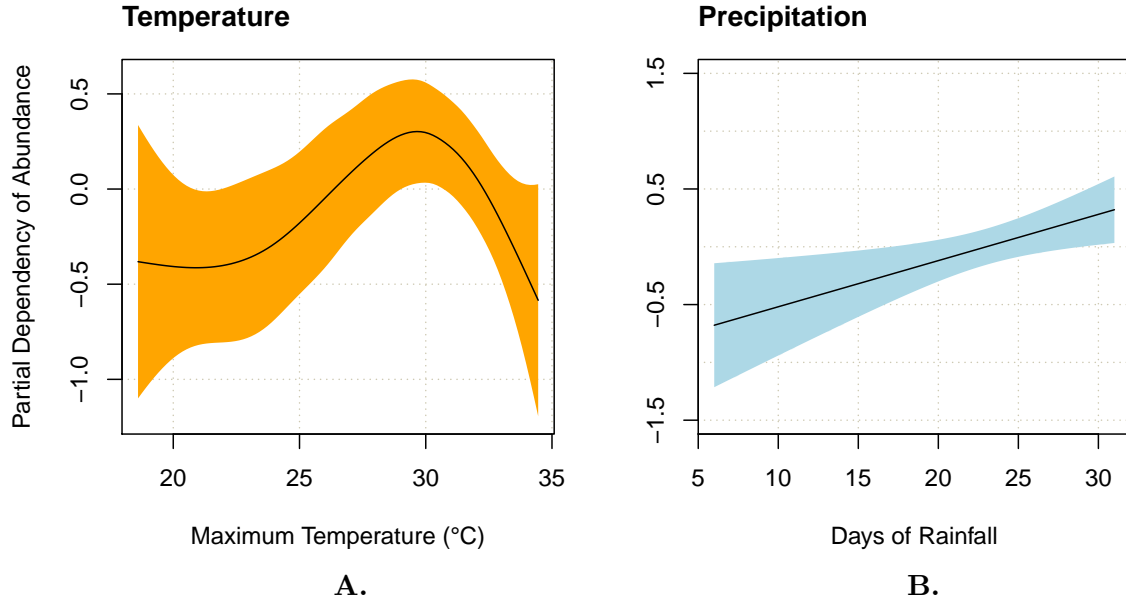 Temperature
Partial Dependency of Abundance
0.5
0.0
−0.5
−1.0
20 25 30 35
Maximum Temperature (°C)
A.
Precipitation
1.5
0.5
−0.5
−1.5
5 10 15 20 25 30
Days of Rainfall
B.